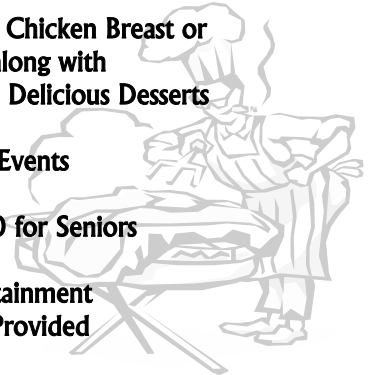 Chicken Breast or
along with
Delicious Desserts
Events
0 for Seniors
tainment
Provided